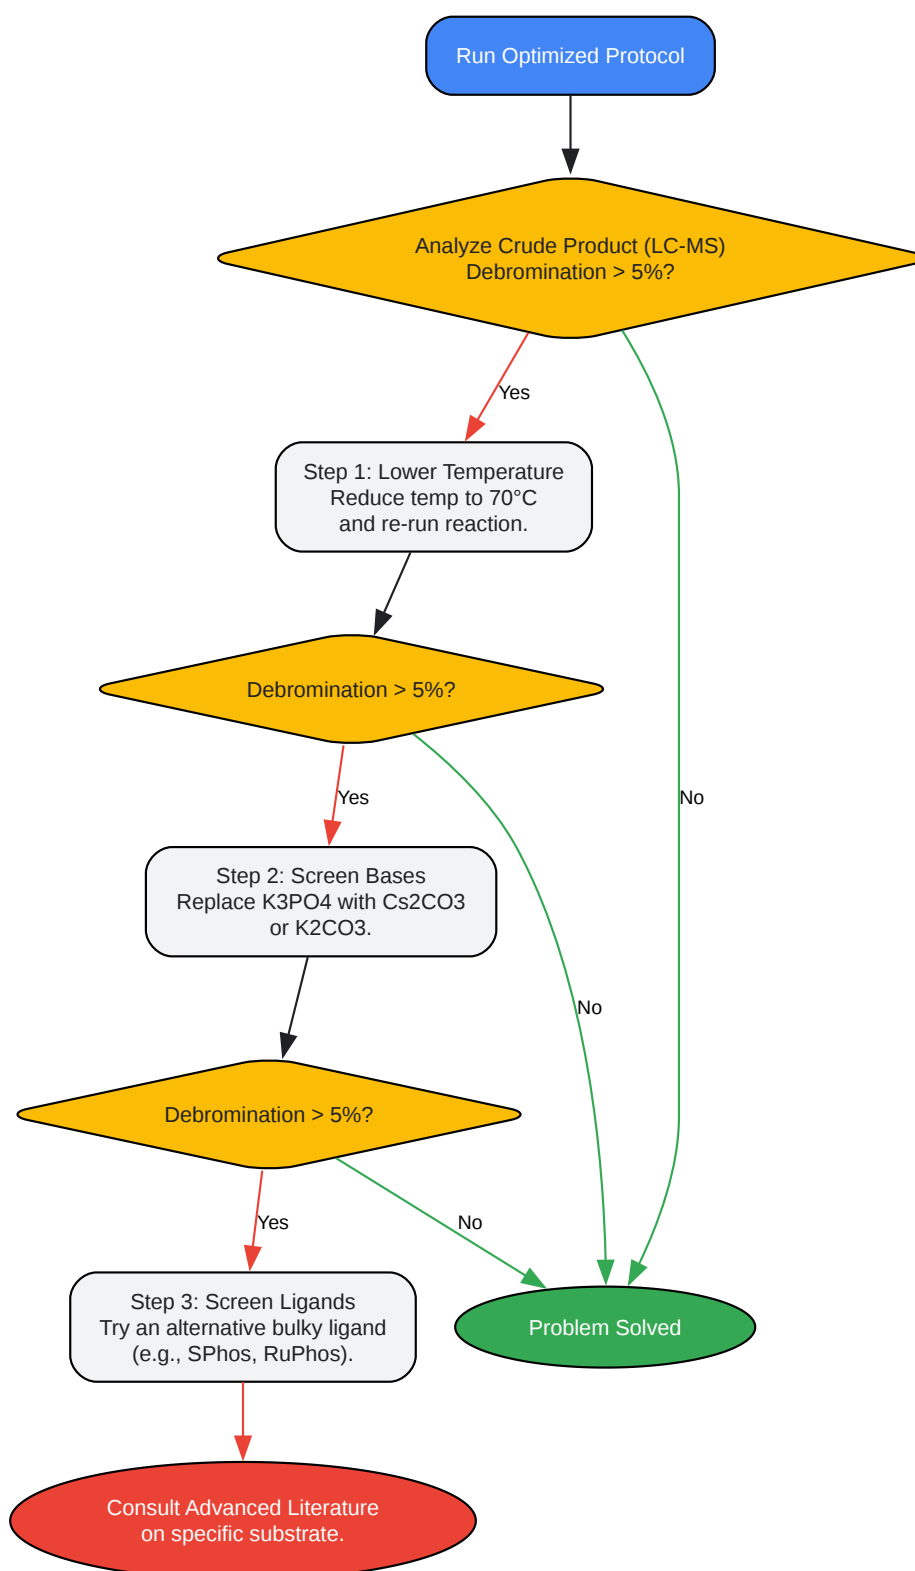 Run Optimized Protocol
Analyze Crude Product (LC-MS)
Debromination > 5%?
Yes
Step 1: Lower Temperature
Reduce temp to 70°C
and re-run reaction.
Debromination > 5%?
Yes
No
Step 2: Screen Bases
Replace K3PO4 with Cs2CO3
or K2CO3.
No
Debromination > 5%?
Yes
No
Step 3: Screen Ligands
Try an alternative bulky ligand
(e.g., SPhos, RuPhos).
Problem Solved
Consult Advanced Literature
on specific substrate.